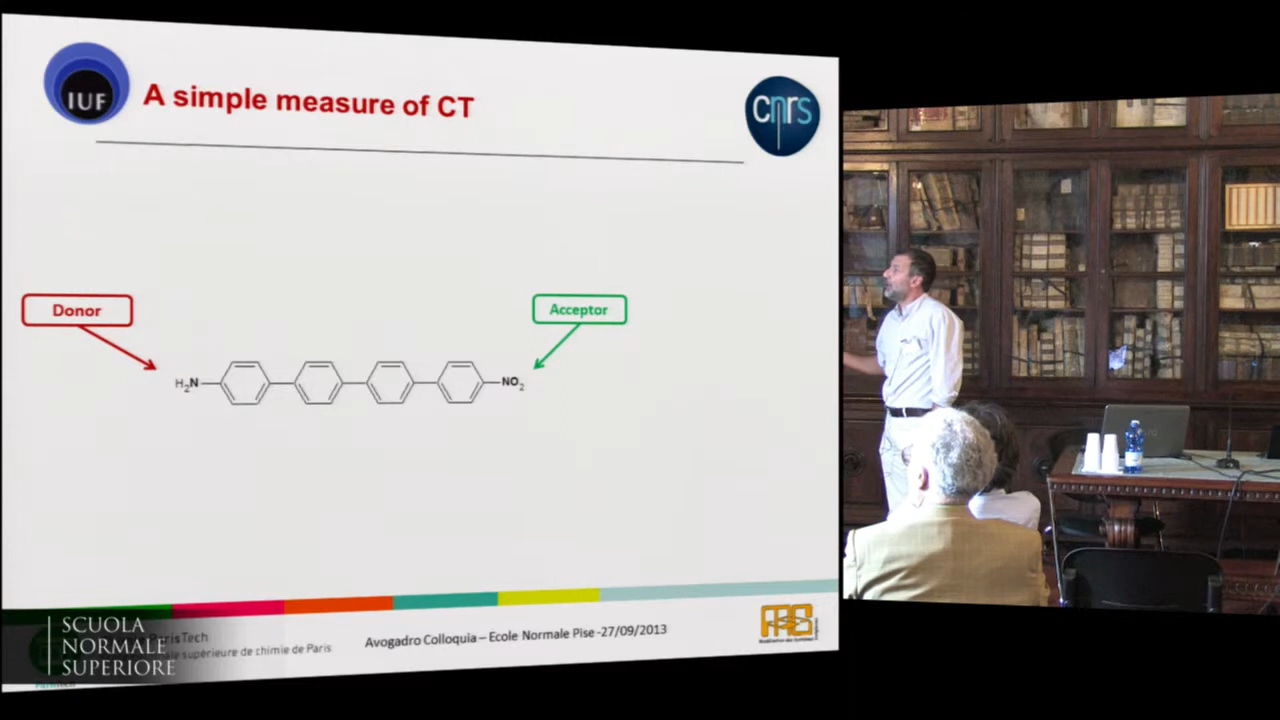 IUF
A simple measure of CT
cnrs
Donor
Acceptor
H2N
NO2
ParisTech
nale supérieure de chimie de Paris
Avogadro Colloquia – Ecole Normale Pise -27/09/2013
SCUOLA
NORMALE
SUPERIORE